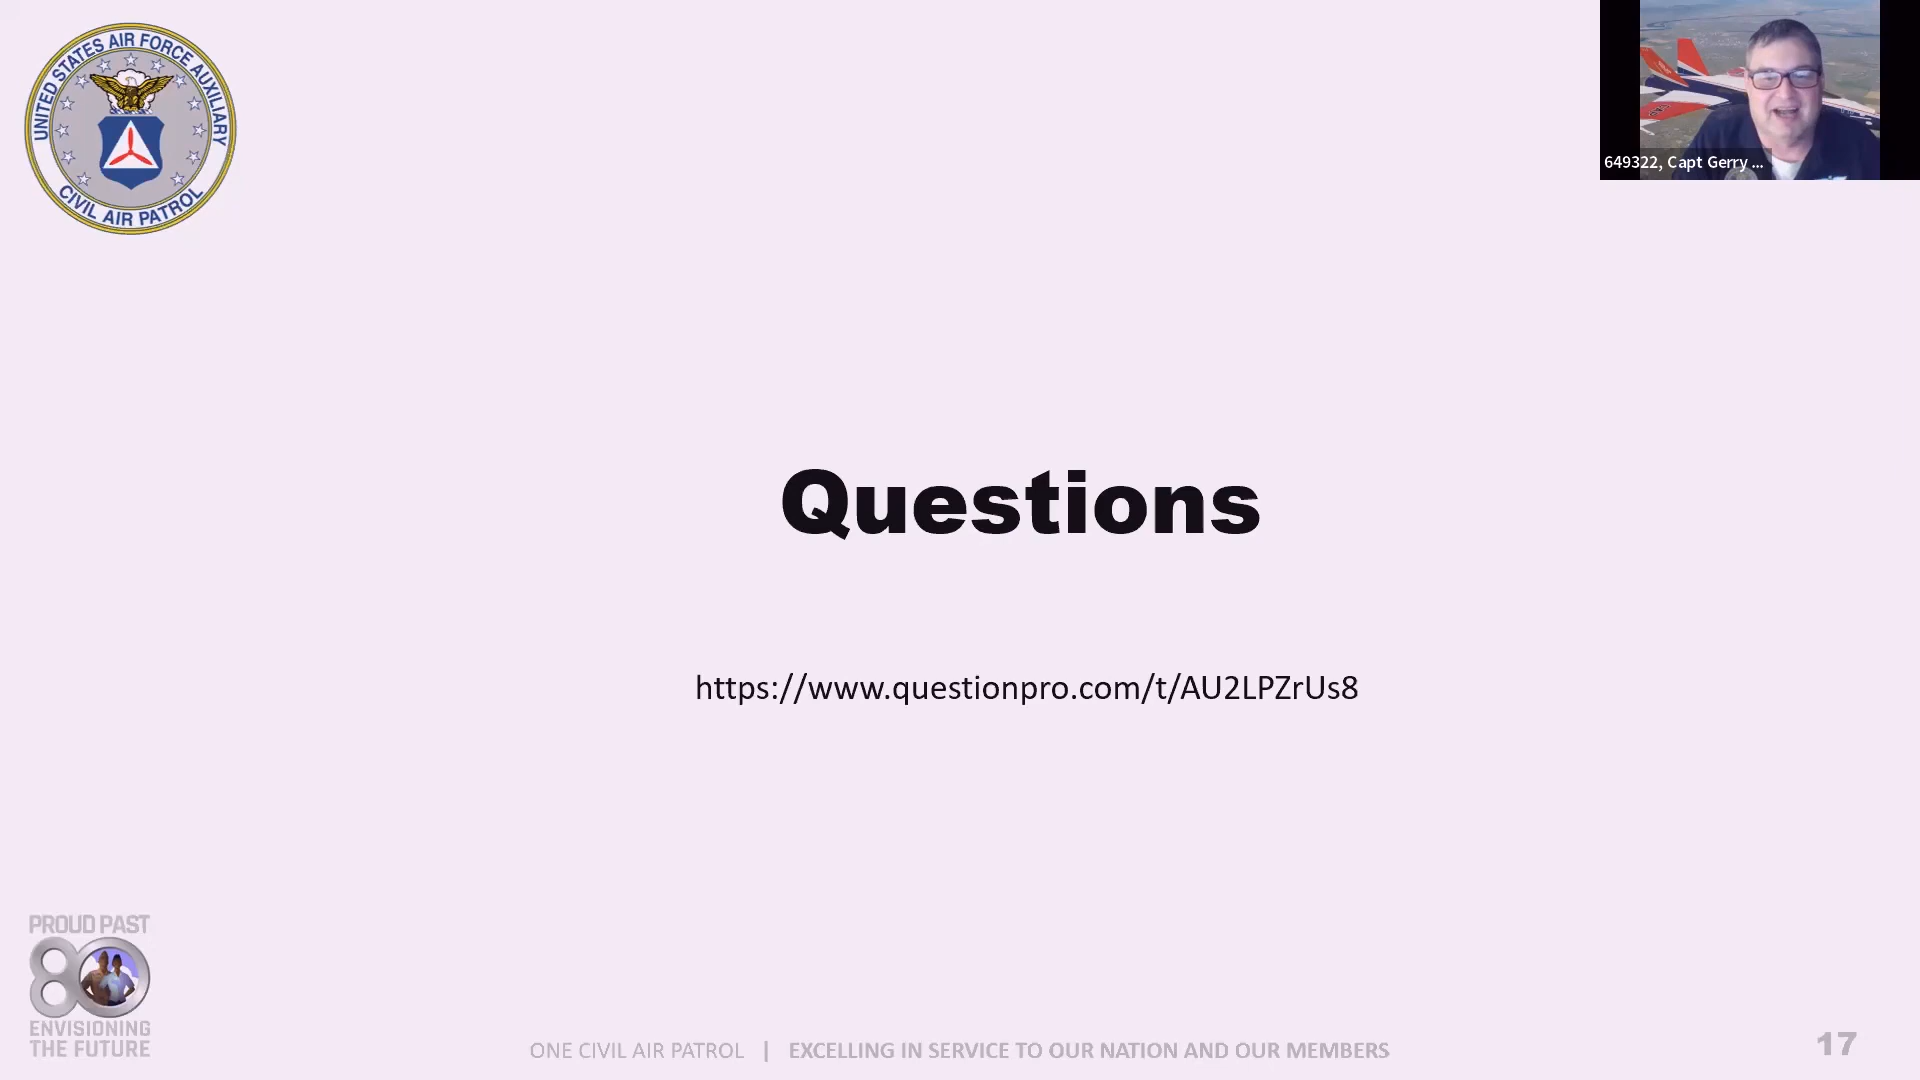 UNITED STATES AIR FORCE AUXILIARY
CIVIL AIR PATROL
649322, Capt Gerry ...
Questions
https://www.questionpro.com/t/AU2LPZrUs8
PROUD PAST
80
ENVISIONING
THE FUTURE
ONE CIVIL AIR PATROL | EXCELLING IN SERVICE TO OUR NATION AND OUR MEMBERS
17